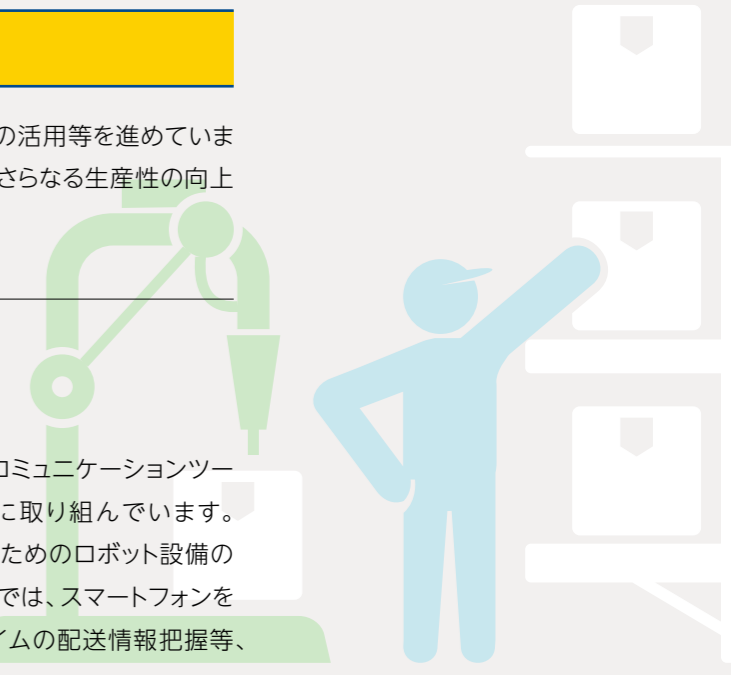 の活用等を進めていま
さらなる生産性の向上
コミュニケーションツー
に取り組んでいます。
ためのロボット設備の
では、スマートフォンを
イムの配送情報把握等、